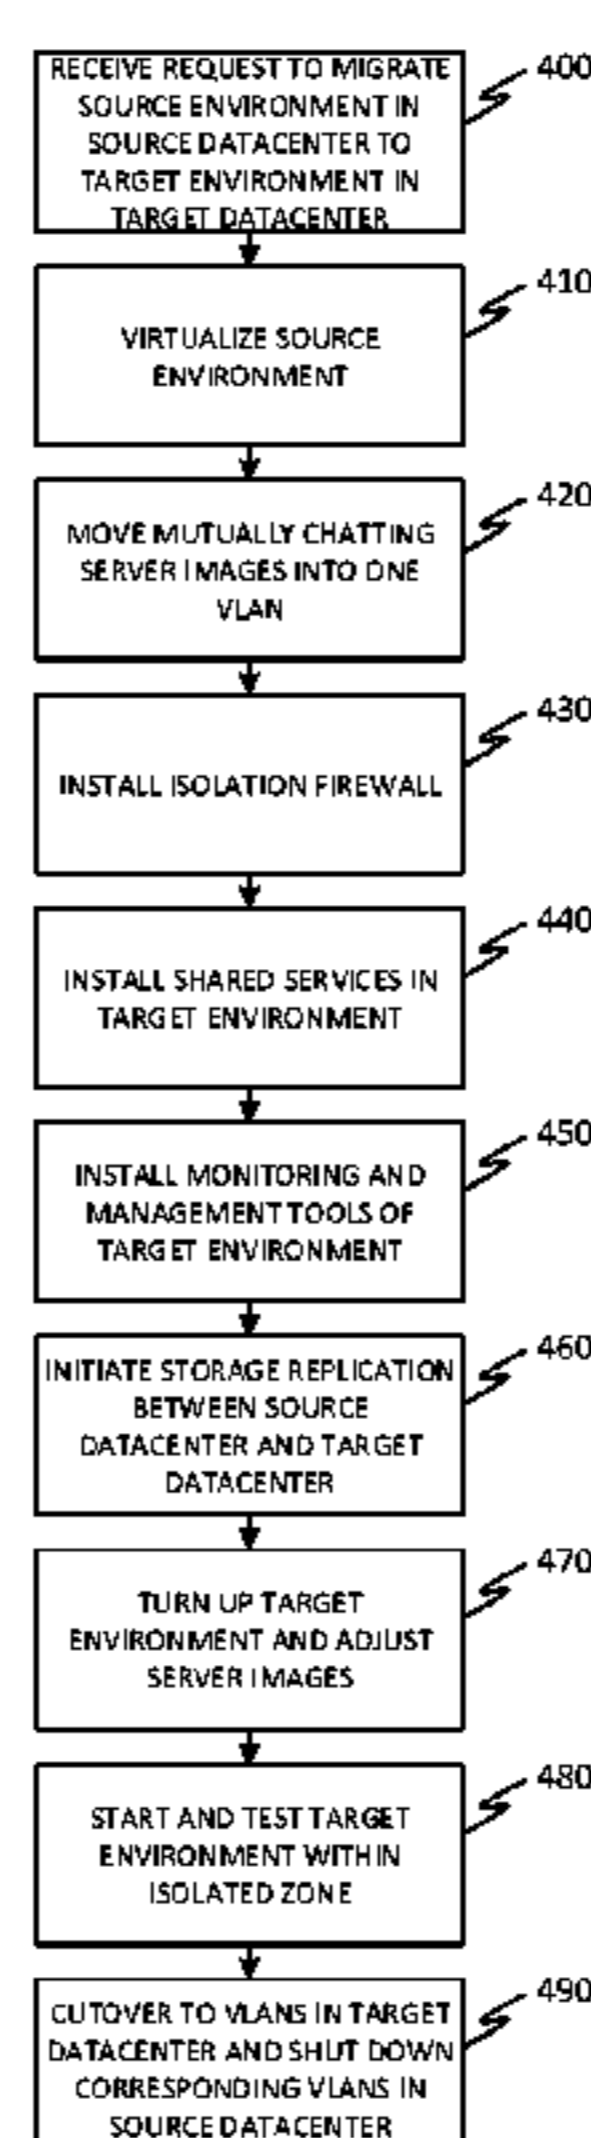 RECEIVE REQUEST TO MIGRATE
SOURCE ENVIRONMENT IN
SOURCE DATACENTER TO
TARGET ENVIRONMENT IN
TARGET DATACENTER
400
VIRTUALIZE SOURCE
ENVIRONMENT
410
MOVE MUTUALLY CHATTING
SERVER IMAGES INTO ONE
VLAN
420
INSTALL ISOLATION FIREWALL
430
INSTALL SHARED SERVICES IN
TARGET ENVIRONMENT
440
INSTALL MONITORING AND
MANAGEMENT TOOLS OF
TARGET ENVIRONMENT
450
INITIATE STORAGE REPLICATION
BETWEEN SOURCE
DATACENTER AND TARGET
DATACENTER
460
TURN UP TARGET
ENVIRONMENT AND ADJUST
SERVER IMAGES
470
START AND TEST TARGET
ENVIRONMENT WITHIN
ISOLATED ZONE
480
CUTOVER TO VLANS IN TARGET
DATACENTER AND SHUT DOWN
CORRESPONDING VLANS IN
SOURCE DATACENTER
490